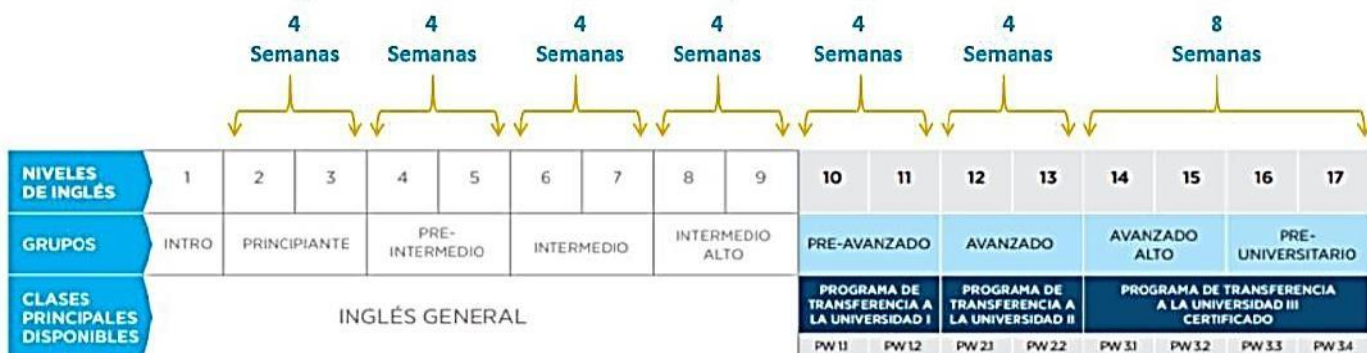 4 4 4 4 4 4 8
Semanas Semanas Semanas Semanas Semanas Semanas Semanas
NIVELES
DE INGLÉS
1 2 3 4 5 6 7 8 9 10 11 12 13 14 15 16 17
GRUPOS
INTRO
PRINCIPIANTE
PRE-
INTERMEDIO
INTERMEDIO
INTERMEDIO
ALTO
PRE-AVANZADO
AVANZADO
AVANZADO
ALTO
PRE-
UNIVERSITARIO
CLASES
PRINCIPALES
DISPONIBLES
INGLÉS GENERAL
PROGRAMA DE
TRANSFERENCIA A
LA UNIVERSIDAD I
PROGRAMA DE
TRANSFERENCIA A
LA UNIVERSIDAD II
PROGRAMA DE TRANSFERENCIA
A LA UNIVERSIDAD III
CERTIFICADO
PW 1.1 PW 1.2 PW 2.1 PW 2.2 PW 3.1 PW 3.2 PW 3.3 PW 3.4